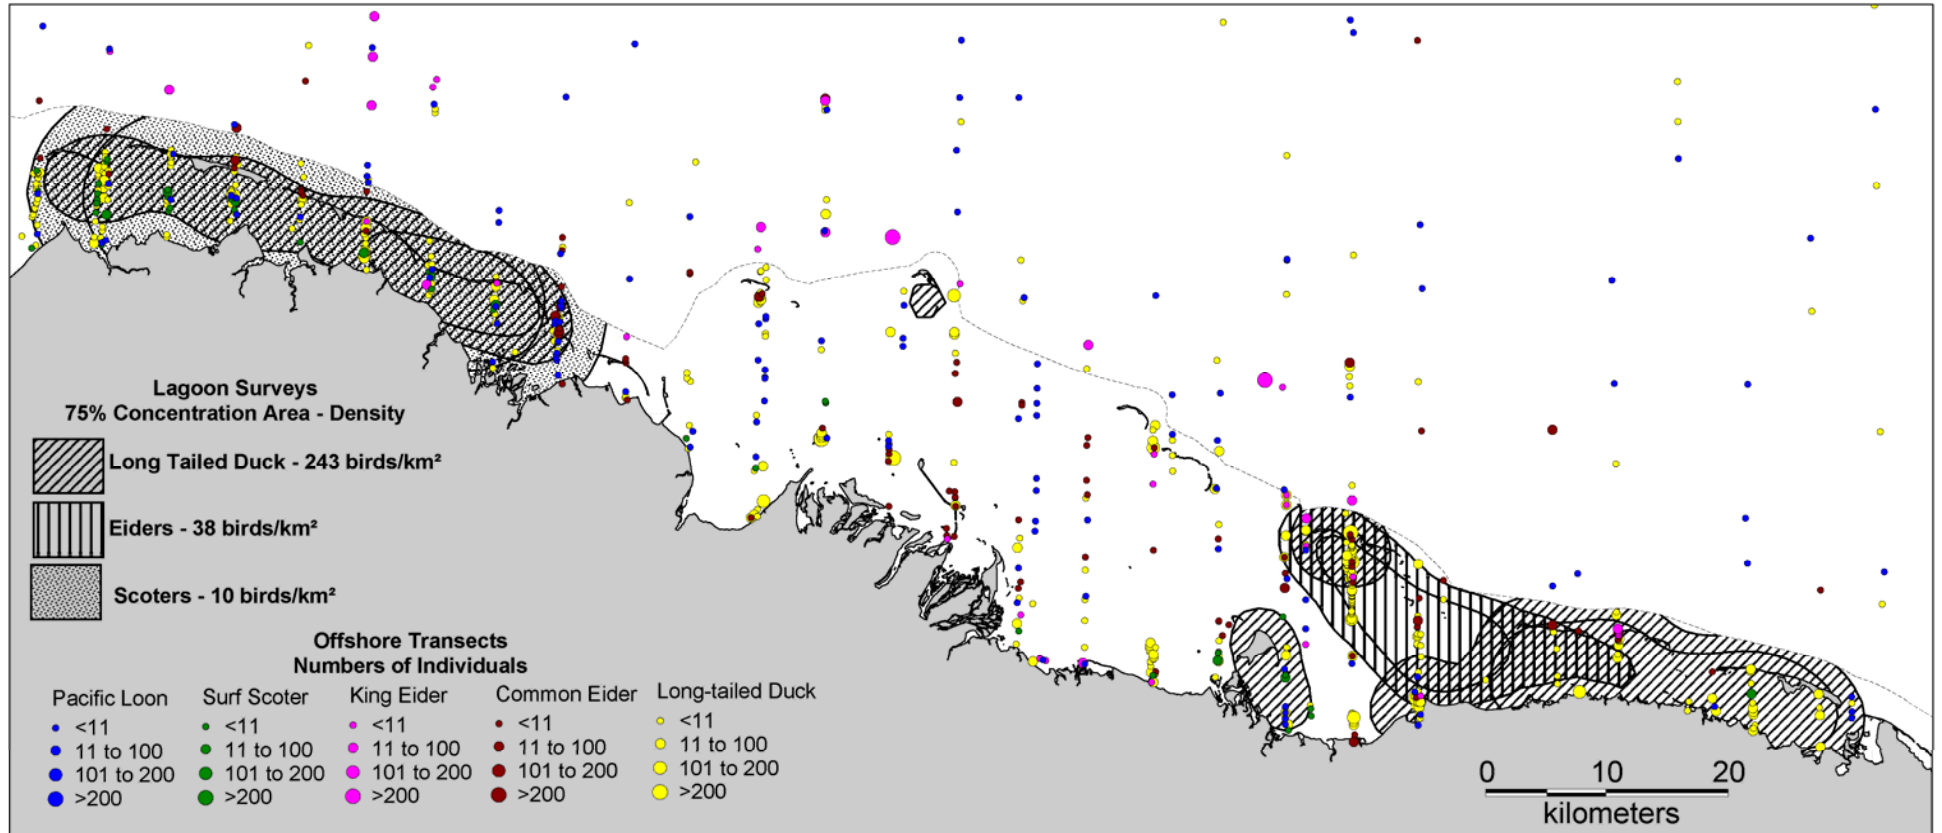 Lagoon Surveys
75% Concentration Area - Density
Long Tailed Duck - 243 birds/km²
Eiders - 38 birds/km²
Scoters - 10 birds/km²
Offshore Transects
Numbers of Individuals
Pacific Loon
<11
11 to 100
101 to 200
>200
Surf Scoter
<11
11 to 100
101 to 200
>200
King Eider
<11
11 to 100
101 to 200
>200
Common Eider
<11
11 to 100
101 to 200
>200
Long-tailed Duck
<11
11 to 100
101 to 200
>200
0 10 20
kilometers